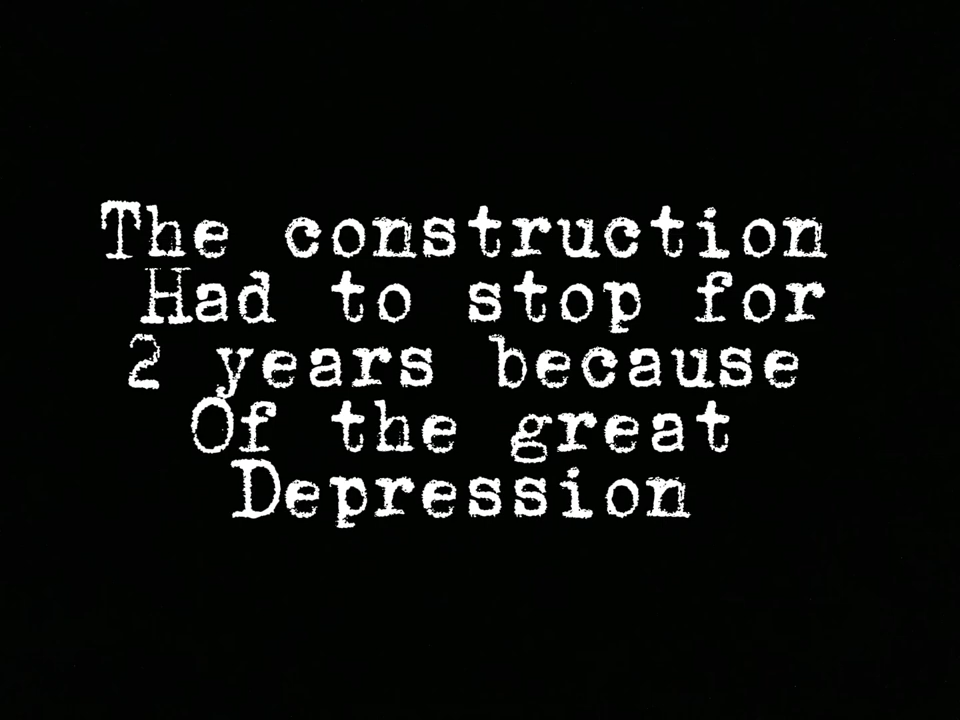 The construction
Had to stop for
2 years because
Of the great
Depression